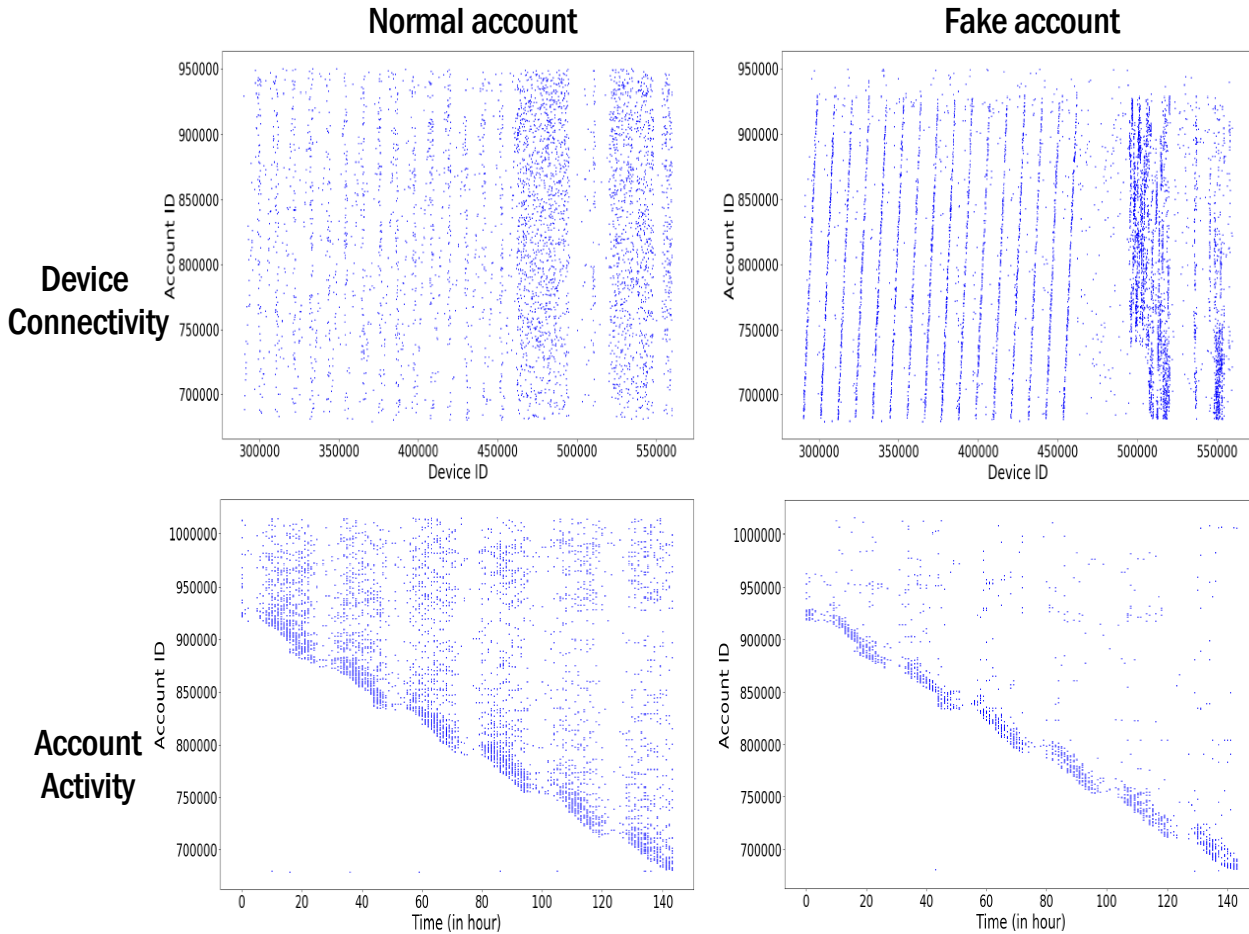 Normal account
Fake account
Device
Connectivity
Account ID
950000
900000
850000
800000
750000
700000
300000 350000 400000 450000 500000 550000
Device ID
Account ID
950000
900000
850000
800000
750000
700000
300000 350000 400000 450000 500000 550000
Device ID
Account
Activity
Account ID
1000000
950000
900000
850000
800000
750000
700000
0 20 40 60 80 100 120 140
Time (in hour)
Account ID
1000000
950000
900000
850000
800000
750000
700000
0 20 40 60 80 100 120 140
Time (in hour)